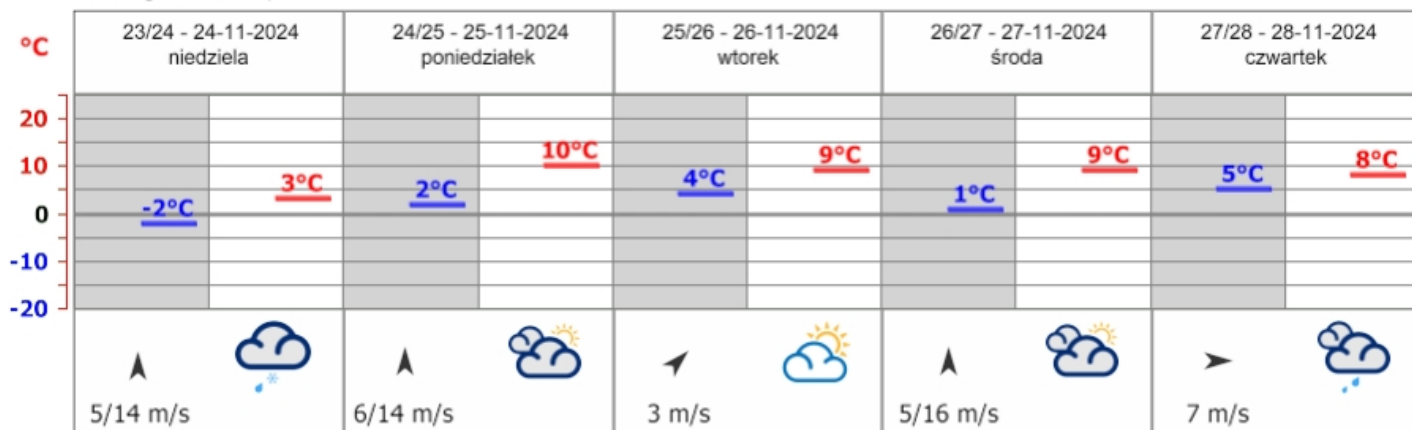 °C
23/24 - 24-11-2024
niedziela
24/25 - 25-11-2024
poniedziałek
25/26 - 26-11-2024
wtorek
26/27 - 27-11-2024
środa
27/28 - 28-11-2024
czwartek
20
10
0
-10
-20
-2°C
3°C
2°C
10°C
4°C
9°C
1°C
9°C
5°C
8°C
5/14 m/s
6/14 m/s
3 m/s
5/16 m/s
7 m/s